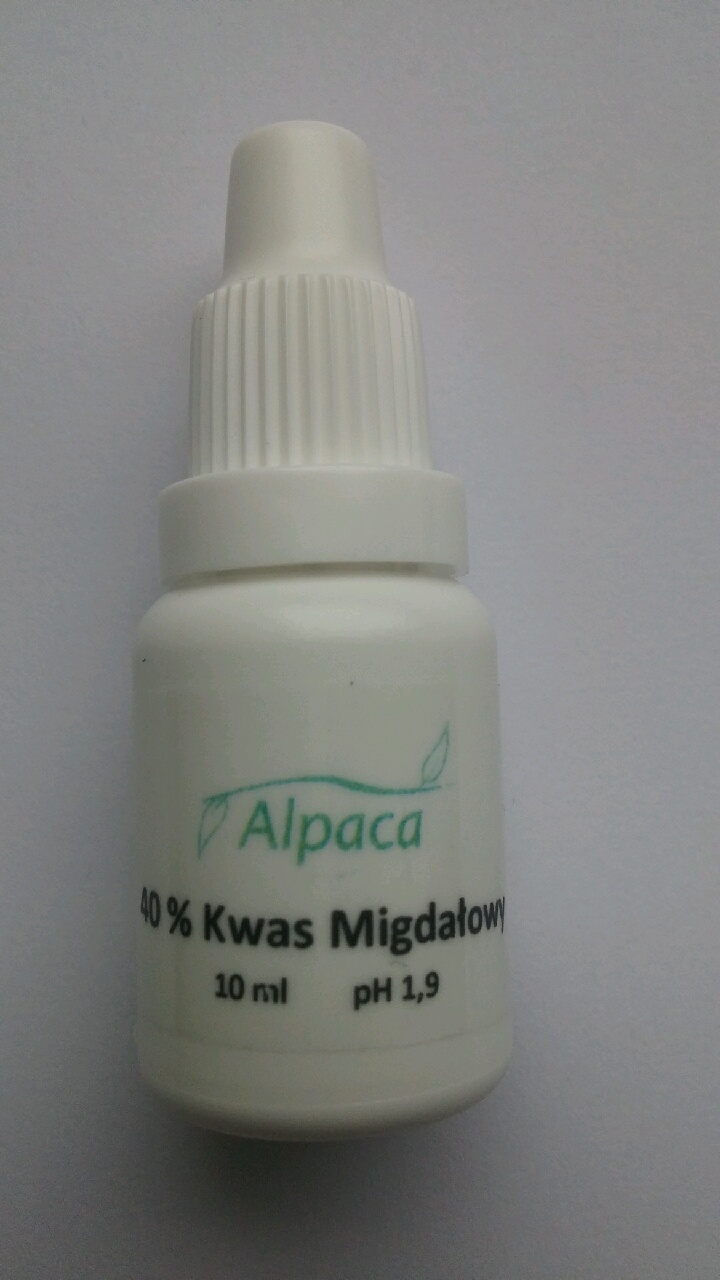 Alpaca
40 % Kwas Migdałowy
10 ml pH 1,9